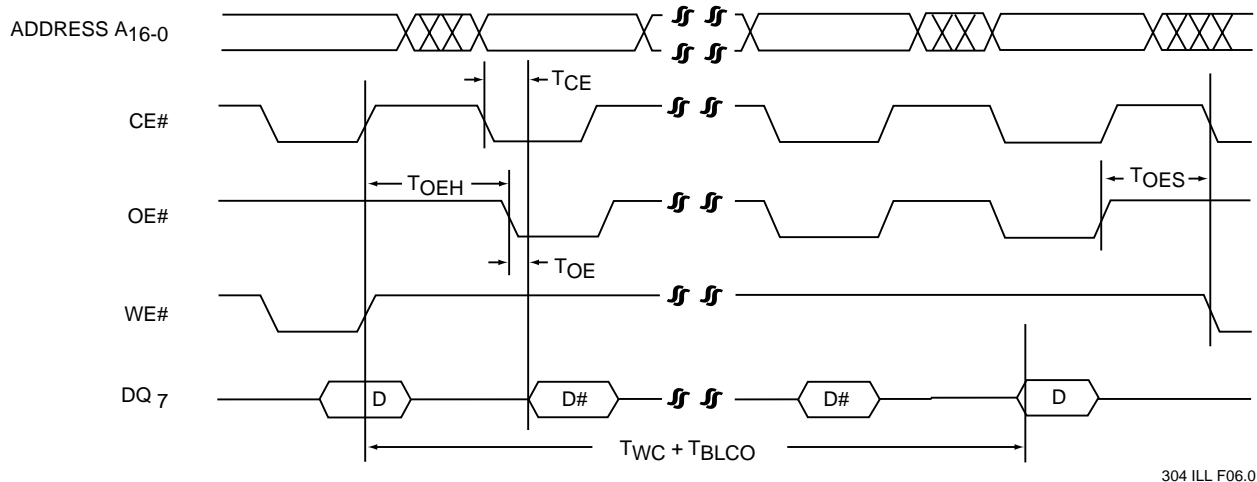 ADDRESS A16-0
TCE
CE#
TOEH
TOES
OE#
TOE
WE#
DQ 7
D
D#
D#
D
TWC + TBLCO
304 ILL F06.0